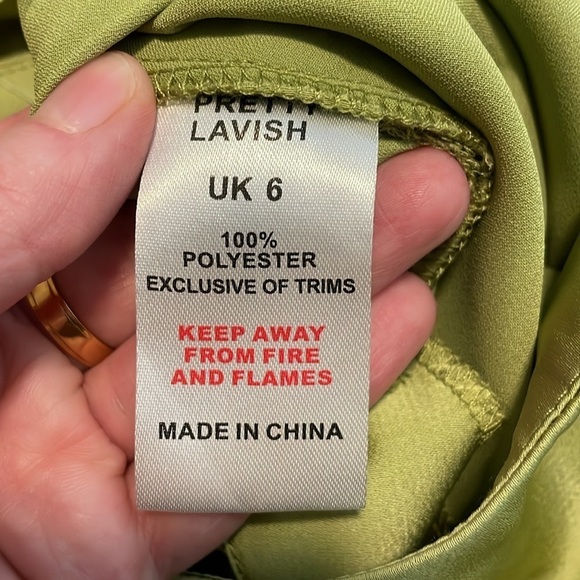 PRETTY
LAVISH
UK 6
100%
POLYESTER
EXCLUSIVE OF TRIMS
KEEP AWAY
FROM FIRE
AND FLAMES
MADE IN CHINA